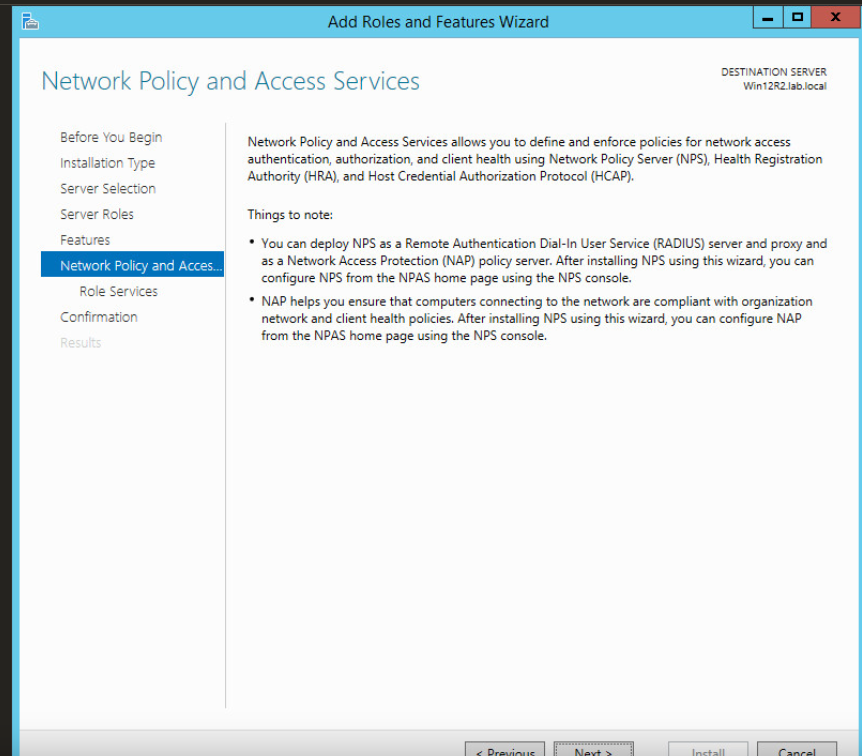 Add Roles and Features Wizard
Network Policy and Access Services
DESTINATION SERVER
Win12R2.lab.local
Before You Begin
Installation Type
Server Selection
Server Roles
Features
Network Policy and Acces...
Role Services
Confirmation
Results
Network Policy and Access Services allows you to define and enforce policies for network access
authentication, authorization, and client health using Network Policy Server (NPS), Health Registration
Authority (HRA), and Host Credential Authorization Protocol (HCAP).
Things to note:
• You can deploy NPS as a Remote Authentication Dial-In User Service (RADIUS) server and proxy and
as a Network Access Protection (NAP) policy server. After installing NPS using this wizard, you can
configure NPS from the NPAS home page using the NPS console.
• NAP helps you ensure that computers connecting to the network are compliant with organization
network and client health policies. After installing NPS using this wizard, you can configure NAP
from the NPAS home page using the NPS console.
< Previous
Next >
Install
Cancel